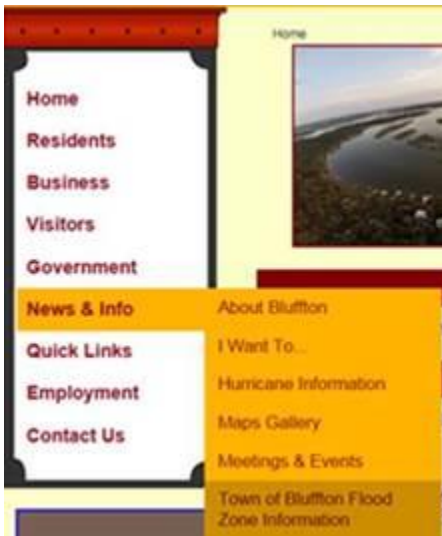 Home
Home
Residents
Business
Visitors
Government
News & Info
About Bluffton
Quick Links
I Want To...
Employment
Hurricane Information
Contact Us
Maps Gallery
Meetings & Events
Town of Bluffton Flood
Zone Information